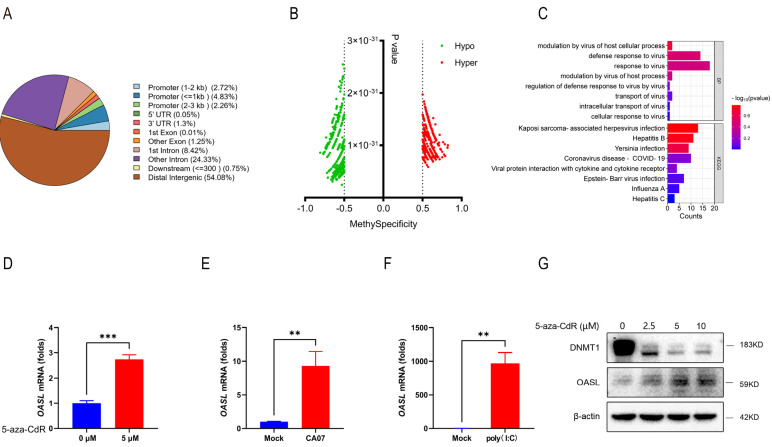 A
Promoter (1-2 kb) (2.72%)
Promoter (<=1kb) (4.83%)
Promoter (2-3 kb) (2.26%)
5' UTR (0.05%)
3' UTR (1.3%)
1st Exon (0.01%)
Other Exon (1.25%)
1st Intron (8.42%)
Other Intron (24.33%)
Downstream (<=300 ) (0.75%)
Distal Intergenic (54.08%)
B
3×10-31
2×10-31
1×10-31
P value
Hypo
Hyper
-1.0
-0.5
0.0
0.5
1.0
MethySpecificity
C
modulation by virus of host cellular process
defense response to virus
response to virus
modulation by virus of host process
regulation of defense response to virus by virus
transport of virus
intracellular transport of virus
cellular response to virus
BP
Kaposi sarcoma- associated herpesvirus infection
Hepatitis B
Yersinia infection
Coronavirus disease - COVID- 19
Viral protein interaction with cytokine and cytokine receptor
Epstein- Barr virus infection
Influenza A
Hepatitis C
KEGG
0 5 10 15 20
Counts
- log10(pvalue)
0.6
0.4
0.2
D
OASL mRNA (folds)
4
3
2
1
0
***
5-aza-CdR
0 μM
5 μM
E
OASL mRNA (folds)
15
10
5
0
**
Mock
CA07
F
OASL mRNA (folds)
1500
1000
500
0
**
Mock
poly(I:C)
G
5-aza-CdR (μM) 0 2.5 5 10
DNMT1
183KD
OASL
59KD
β-actin
42KD